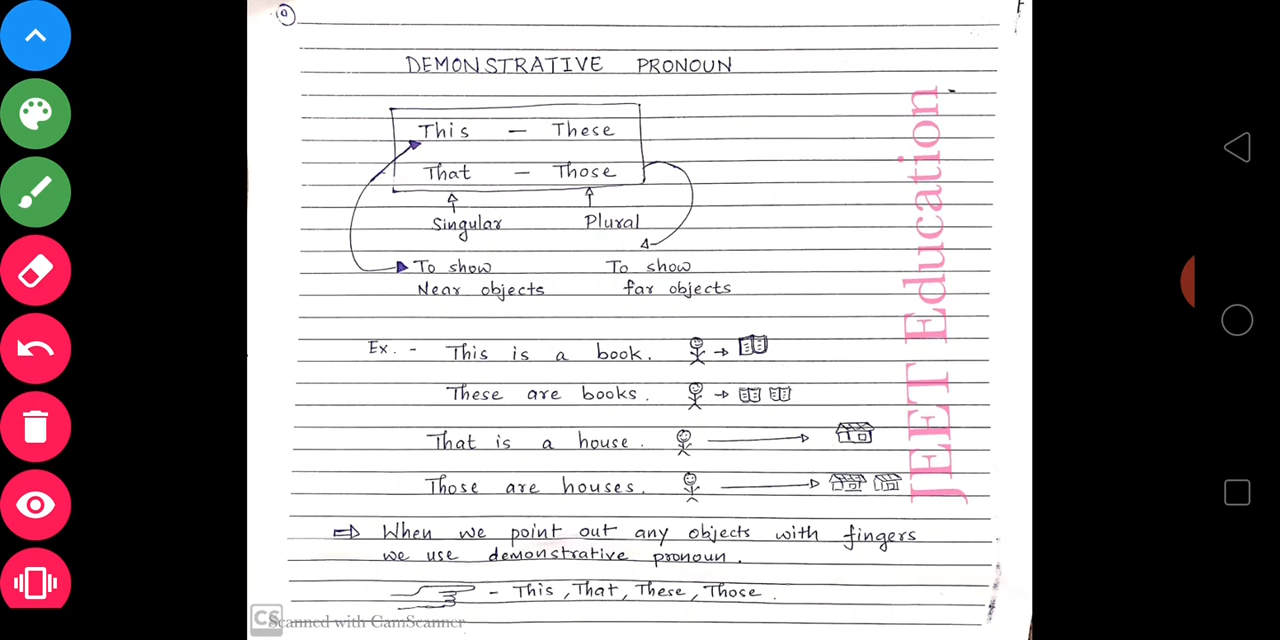 9
DEMONSTRATIVE PRONOUN
This – These
That – Those
Singular Plural
To show To show
Near objects far objects
Ex. - This is a book.
These are books.
That is a house.
Those are houses.
⇒ When we point out any objects with fingers
we use demonstrative pronoun.
- This, That, These, Those.
JEET Education
CS Scanned with CamScanner